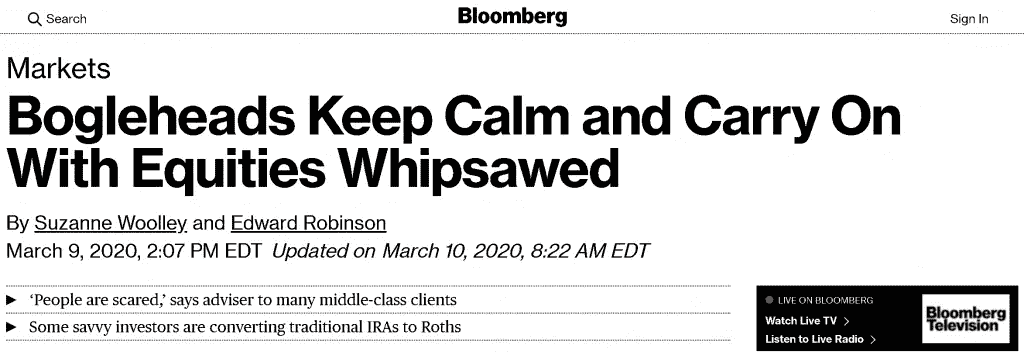 Search
Bloomberg
Sign In
Markets
Bogleheads Keep Calm and Carry On
With Equities Whipsawed
By Suzanne Woolley and Edward Robinson
March 9, 2020, 2:07 PM EDT Updated on March 10, 2020, 8:22 AM EDT
‘People are scared,’ says adviser to many middle-class clients
Some savvy investors are converting traditional IRAs to Roths
LIVE ON BLOOMBERG
Watch Live TV
Listen to Live Radio
Bloomberg
Television